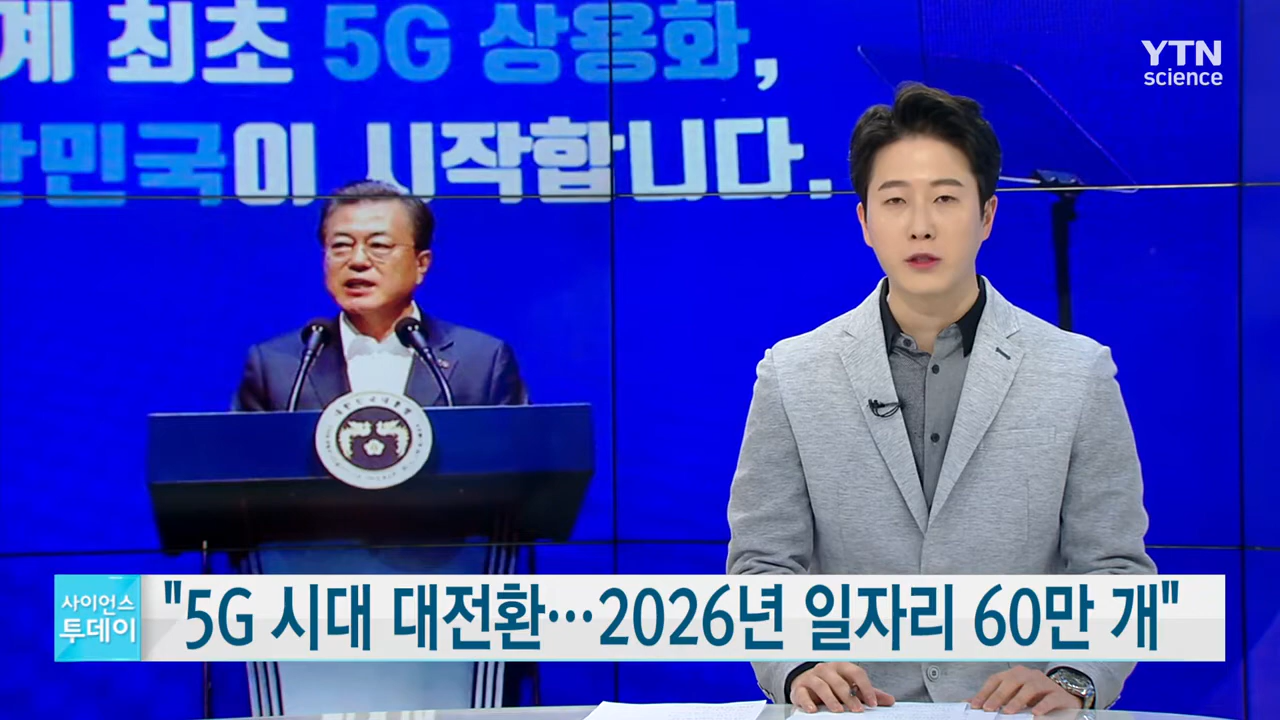 계 최초 5G 상용화,
한민국이 시작합니다.
YTN
science
사이언스
투데이
"5G 시대 대전환…2026년 일자리 60만 개"